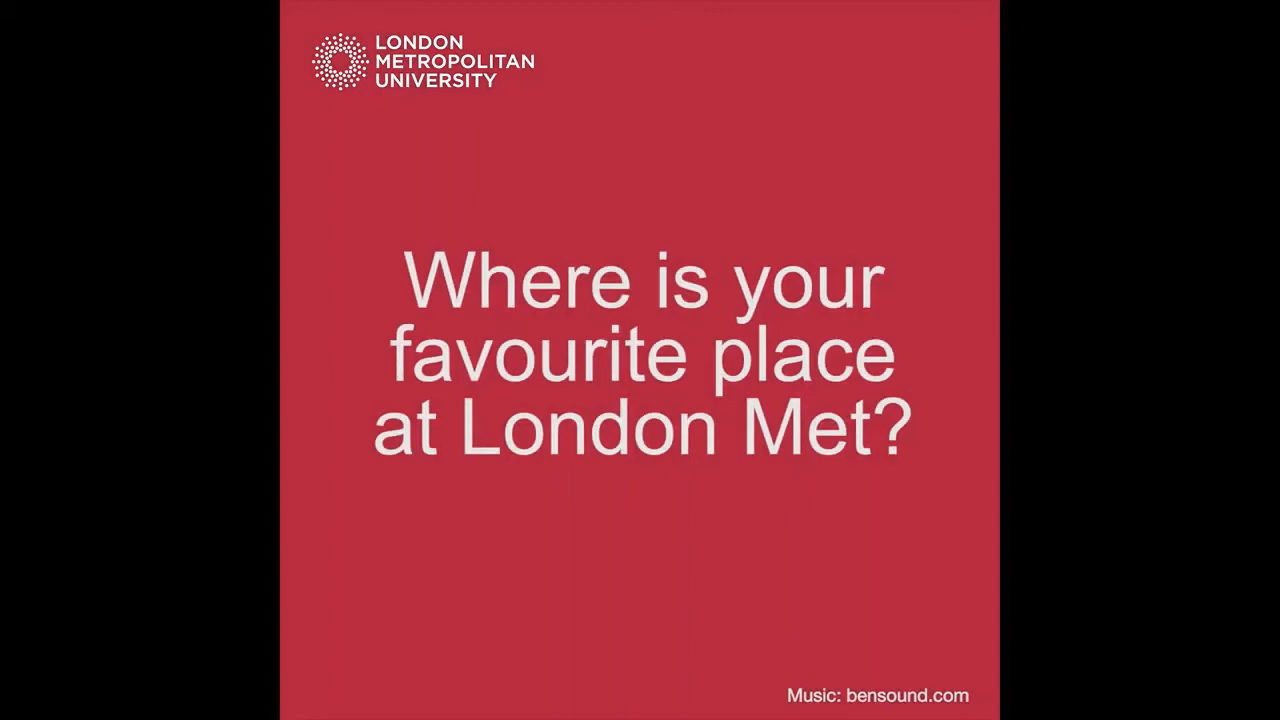 LONDON
METROPOLITAN
UNIVERSITY
Where is your
favourite place
at London Met?
Music: bensound.com